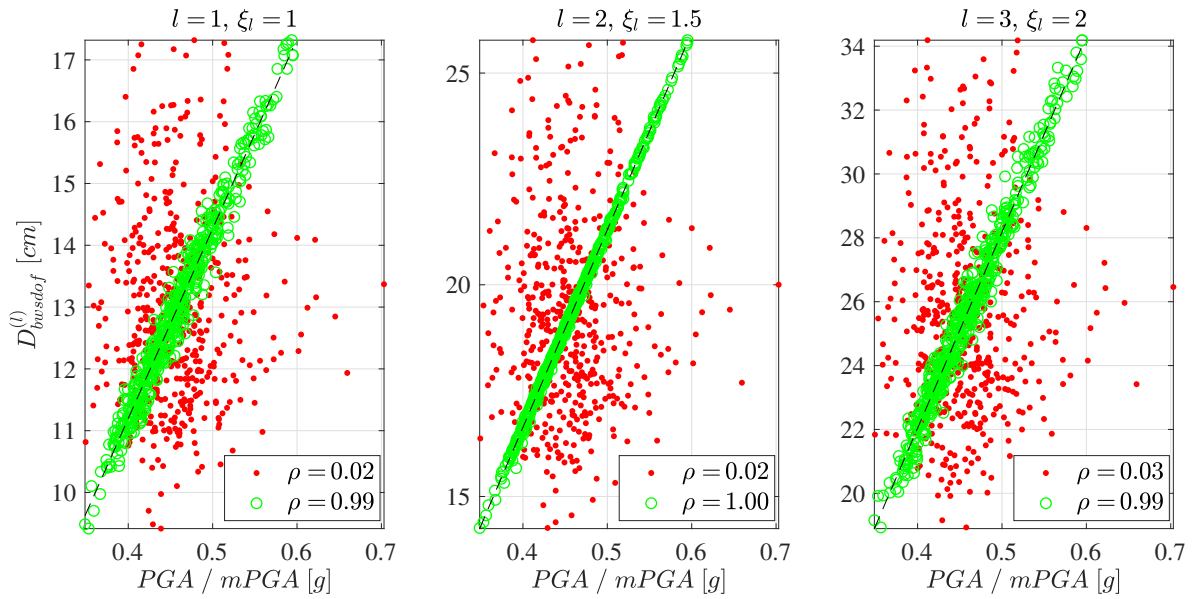 l = 1, ξ_l = 1
17
16
15
14
13
12
11
10
D^{(l)}_{bwsdof} [cm]
0.4 0.5 0.6 0.7
PGA / mPGA [g]
ρ = 0.02
ρ = 0.99
l = 2, ξ_l = 1.5
25
20
15
0.4 0.5 0.6 0.7
PGA / mPGA [g]
ρ = 0.02
ρ = 1.00
l = 3, ξ_l = 2
34
32
30
28
26
24
22
20
0.4 0.5 0.6 0.7
PGA / mPGA [g]
ρ = 0.03
ρ = 0.99